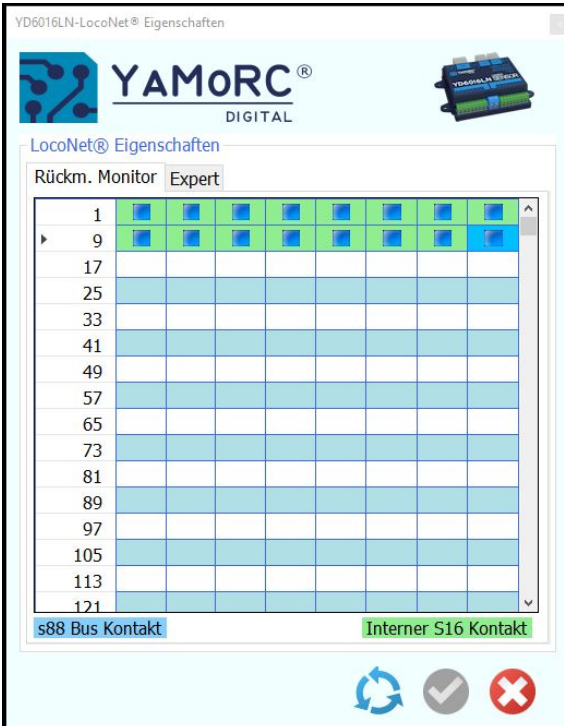 YD6016LN-LocoNet® Eigenschaften
YAMoRC®
DIGITAL
YD6016LN
LocoNet® Eigenschaften
Rückm. Monitor Expert
1
9
17
25
33
41
49
57
65
73
81
89
97
105
113
121
s88 Bus Kontakt Interner S16 Kontakt